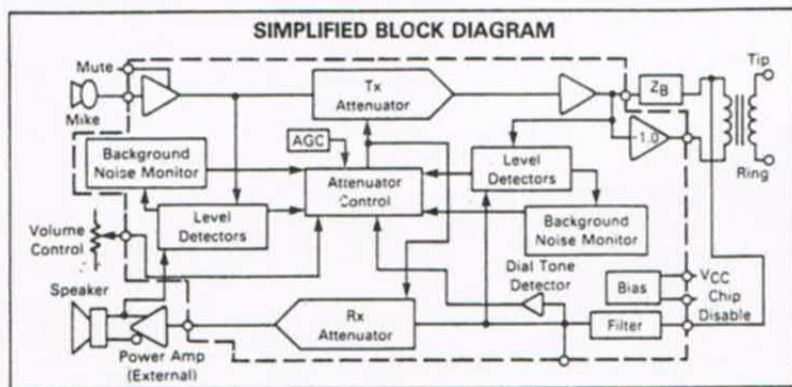 SIMPLIFIED BLOCK DIAGRAM
Mute
Mike
Tx
Attenuator
ZB
Tip
-1.0
Ring
AGC
Background
Noise Monitor
Attenuator
Control
Level
Detectors
Level
Detectors
Background
Noise Monitor
Volume
Control
Dial Tone
Detector
Speaker
Bias
VCC
Chip
Disable
Rx
Attenuator
Filter
Power Amp
(External)